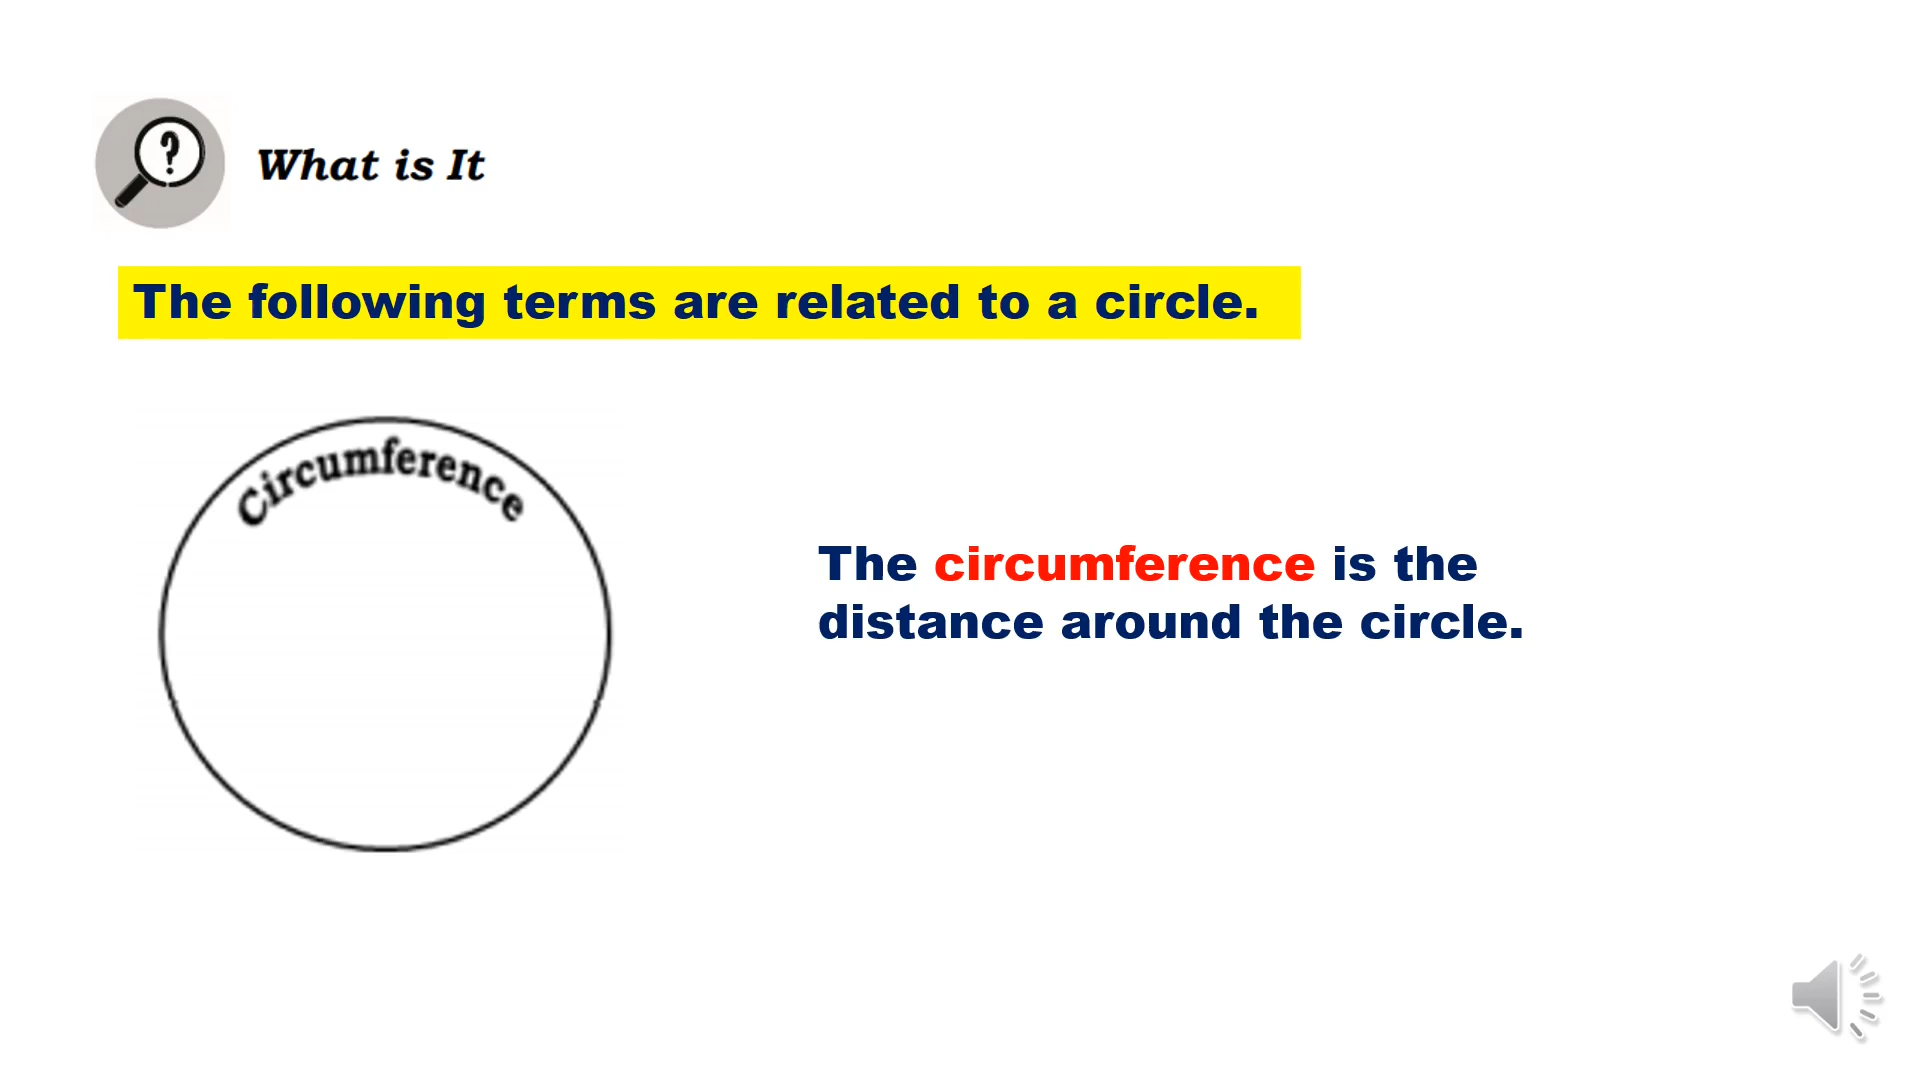 ?
What is It
The following terms are related to a circle.
Circumference
The circumference is the
distance around the circle.